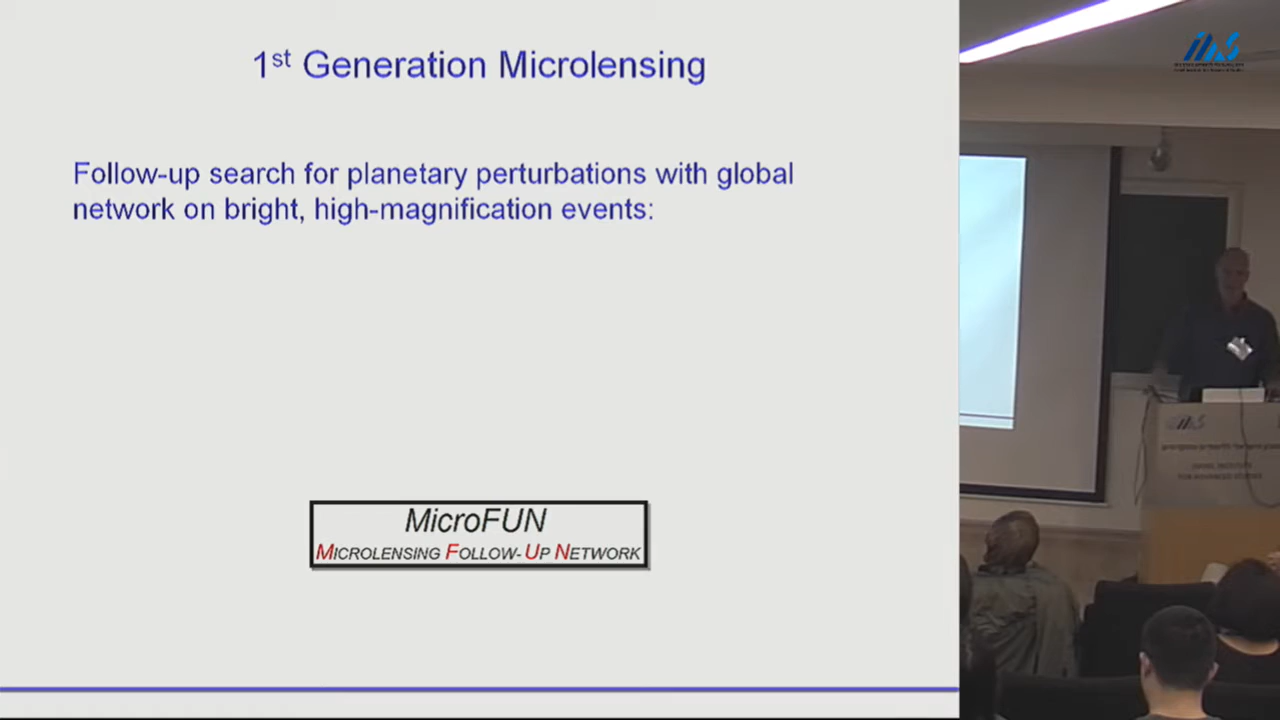 1st Generation Microlensing
Follow-up search for planetary perturbations with global
network on bright, high-magnification events:
MicroFUN
MICROLENSING FOLLOW-UP NETWORK